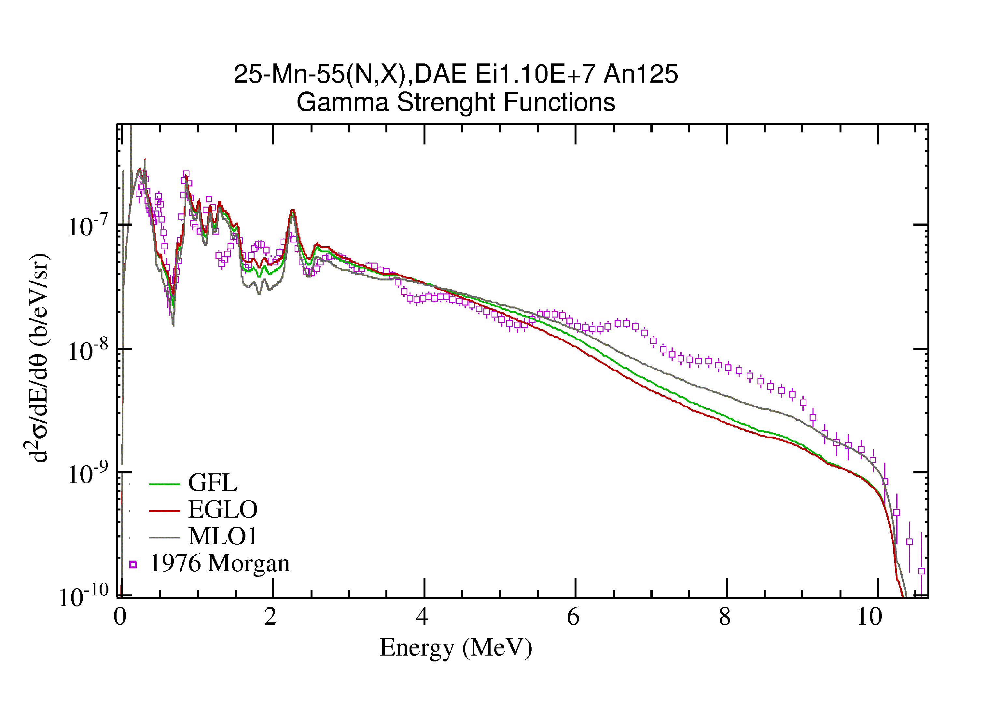 25-Mn-55(N,X),DAE Ei1.10E+7 An125
Gamma Strenght Functions
d²σ/dE/dθ (b/eV/sr)
10⁻⁷
10⁻⁸
10⁻⁹
10⁻¹⁰
GFL
EGLO
MLO1
1976 Morgan
0 2 4 6 8 10
Energy (MeV)